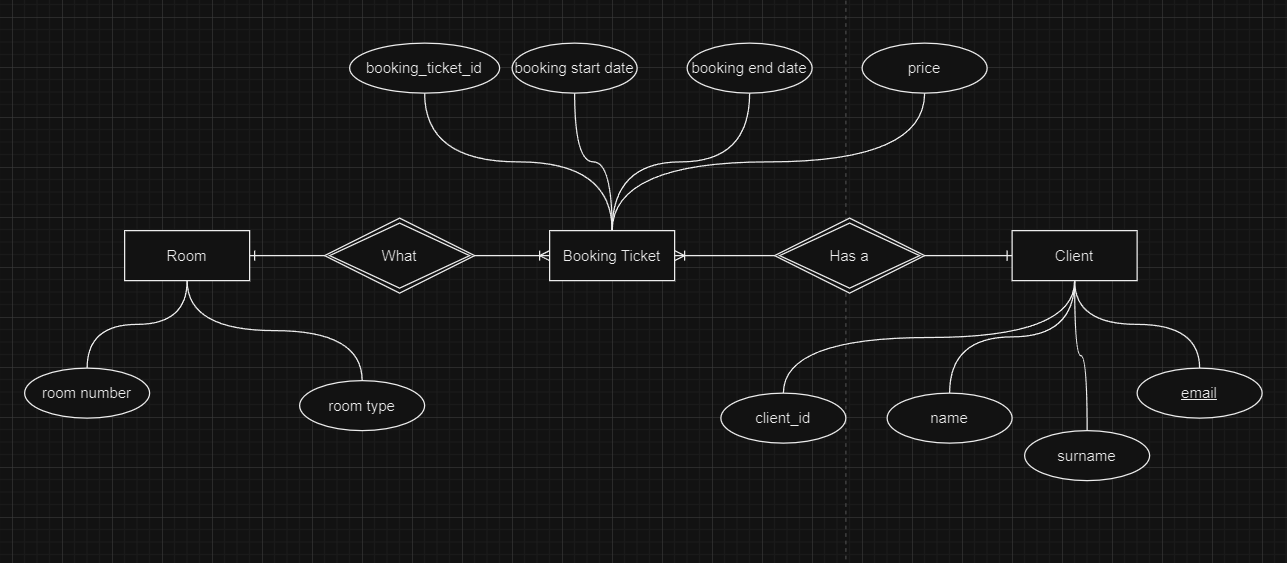 booking_ticket_id
booking start date
booking end date
price
Room
What
Booking Ticket
Has a
Client
room number
room type
client_id
name
surname
email